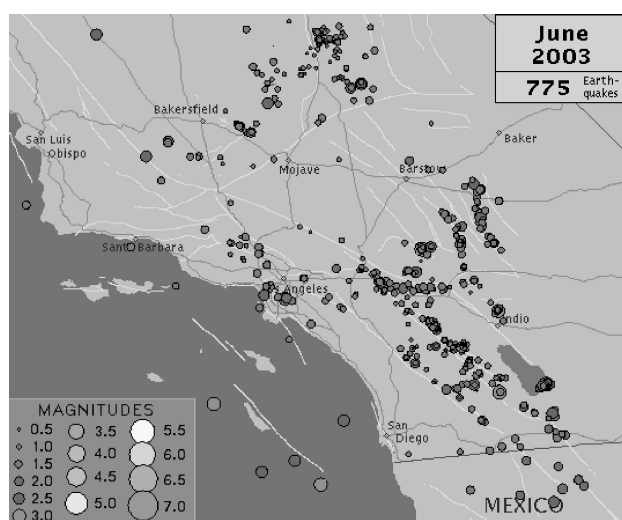 June
2003
775 Earth-
quakes
Bakersfield
San Luis
Obispo
Baker
Mojave
Barstow
Santa Barbara
Los Angeles
Indio
San
Diego
MEXICO
MAGNITUDES
0.5 3.5 5.5
1.0 4.0 6.0
1.5 4.5 6.5
2.0
2.5 5.0 7.0
3.0